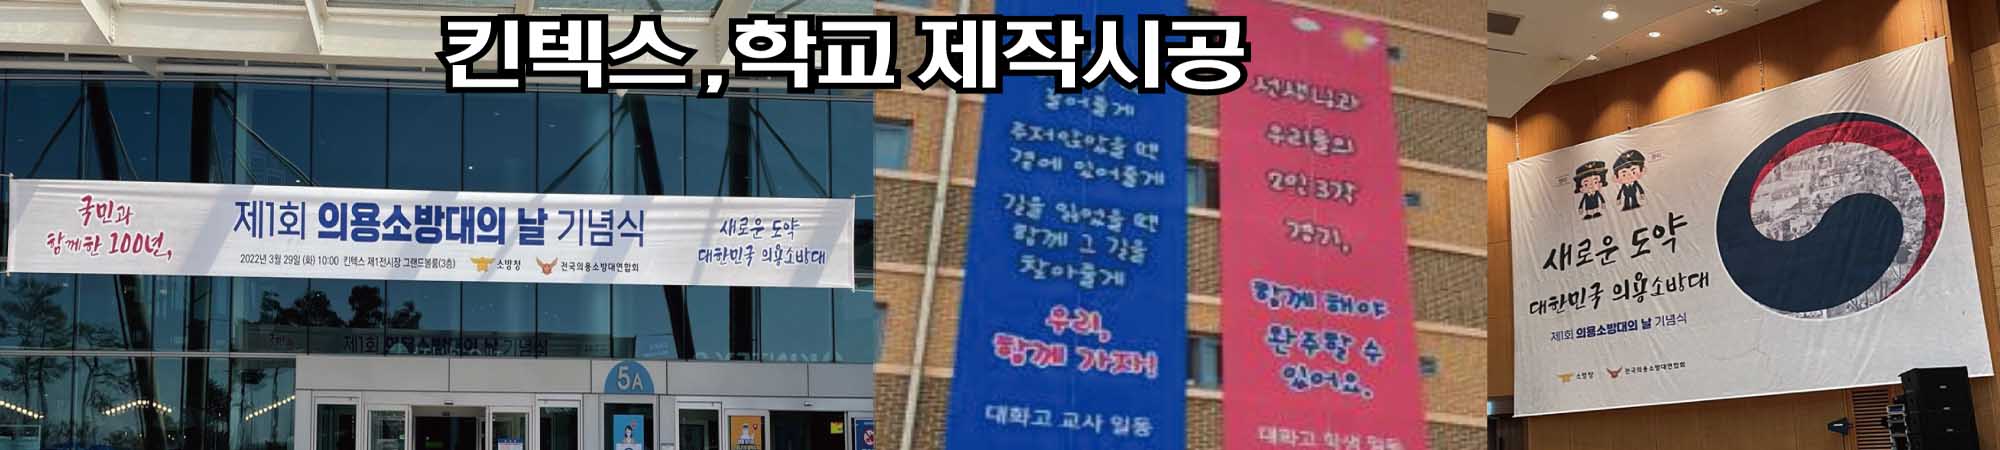 킨텍스 , 학교 제작시공
국민과
함께한 100년,
제1회 의용소방대의 날 기념식
2022년 3월 29일 (화) 10:00 킨텍스 제1전시장 그랜드볼룸(3층)
소방청 전국의용소방대연합회
새로운 도약
대한민국 의용소방대
제1회 의용소방대의 날 기념식
5A
주저앉았을 땐
곁에 있어줄게
길을 잃었을 땐
함께 그 길을
찾아줄게
우리,
함께 가자!
대화고 교사 일동
선생님과
우리들의
2인 3각
경기,
함께 해야
완주할 수
있어요.
대화고 학생 일동
새로운 도약
대한민국 의용소방대
제1회 의용소방대의 날 기념식
소방청 전국의용소방대연합회